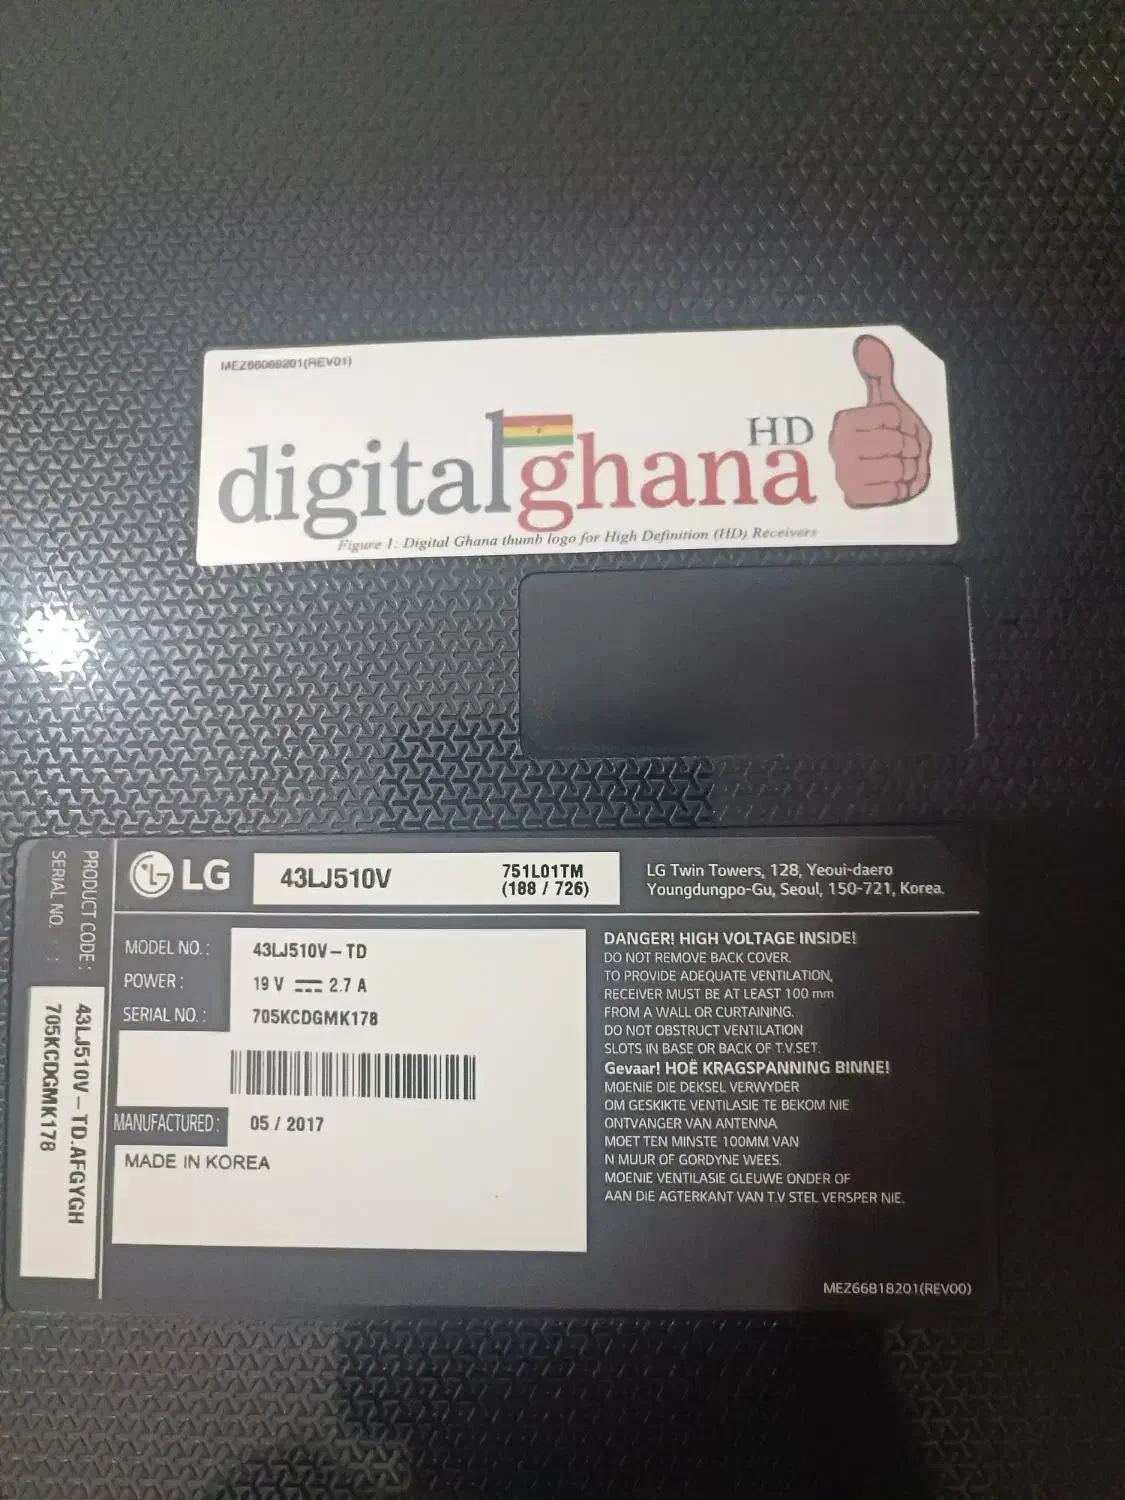 MEZ66069201(REV01)
digitalghana HD
Figure 1: Digital Ghana thumb logo for High Definition (HD) Receivers
LG
43LJ510V
751L01TM
(188 / 726)
LG Twin Towers, 128, Yeoui-daero
Youngdungpo-Gu, Seoul, 150-721, Korea.
PRODUCT CODE :
SERIAL NO. :
43LJ510V-TD.AFGYGH
705KCDGMK178
MODEL NO. : 43LJ510V-TD
POWER : 19 V ⎓ 2.7 A
SERIAL NO. : 705KCDGMK178
MANUFACTURED : 05 / 2017
MADE IN KOREA
DANGER! HIGH VOLTAGE INSIDE!
DO NOT REMOVE BACK COVER.
TO PROVIDE ADEQUATE VENTILATION,
RECEIVER MUST BE AT LEAST 100 mm
FROM A WALL OR CURTAINING.
DO NOT OBSTRUCT VENTILATION
SLOTS IN BASE OR BACK OF T.V.SET.
Gevaar! HOË KRAGSPANNING BINNE!
MOENIE DIE DEKSEL VERWYDER
OM GESKIKTE VENTILASIE TE BEKOM NIE
ONTVANGER VAN ANTENNA
MOET TEN MINSTE 100MM VAN
N MUUR OF GORDYNE WEES.
MOENIE VENTILASIE GLEUWE ONDER OF
AAN DIE AGTERKANT VAN T.V STEL VERSPER NIE.
MEZ66818201(REV00)